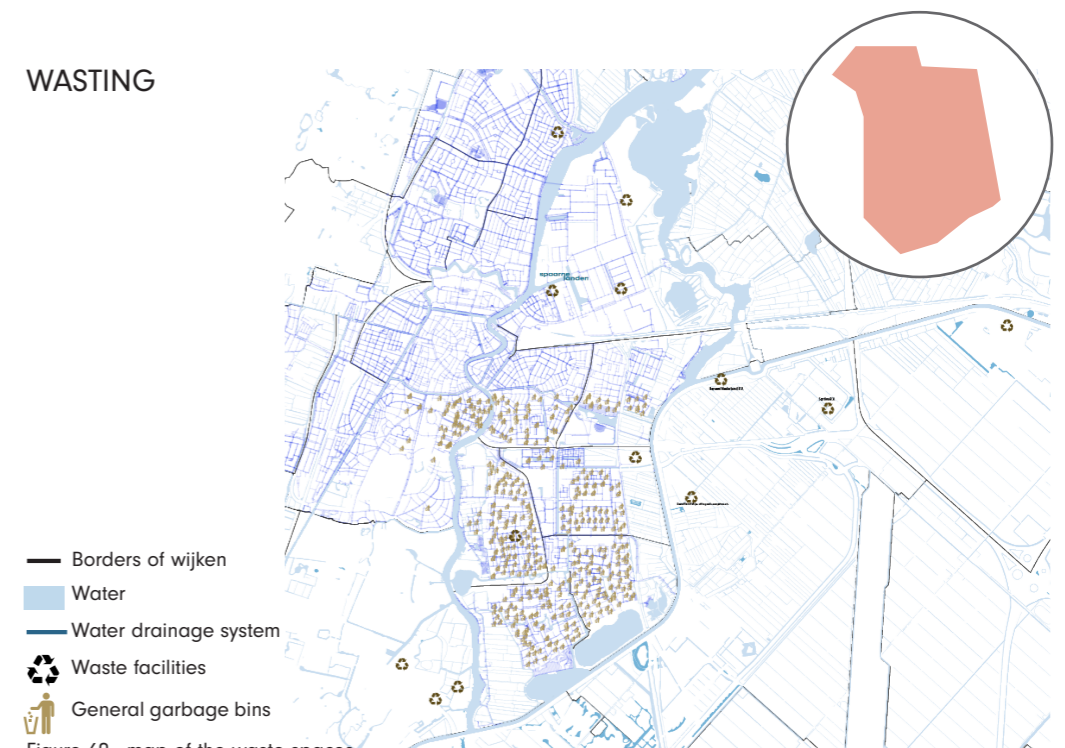 WASTING
spaarne
landen
Borders of wijken
Water
Water drainage system
Waste facilities
General garbage bins